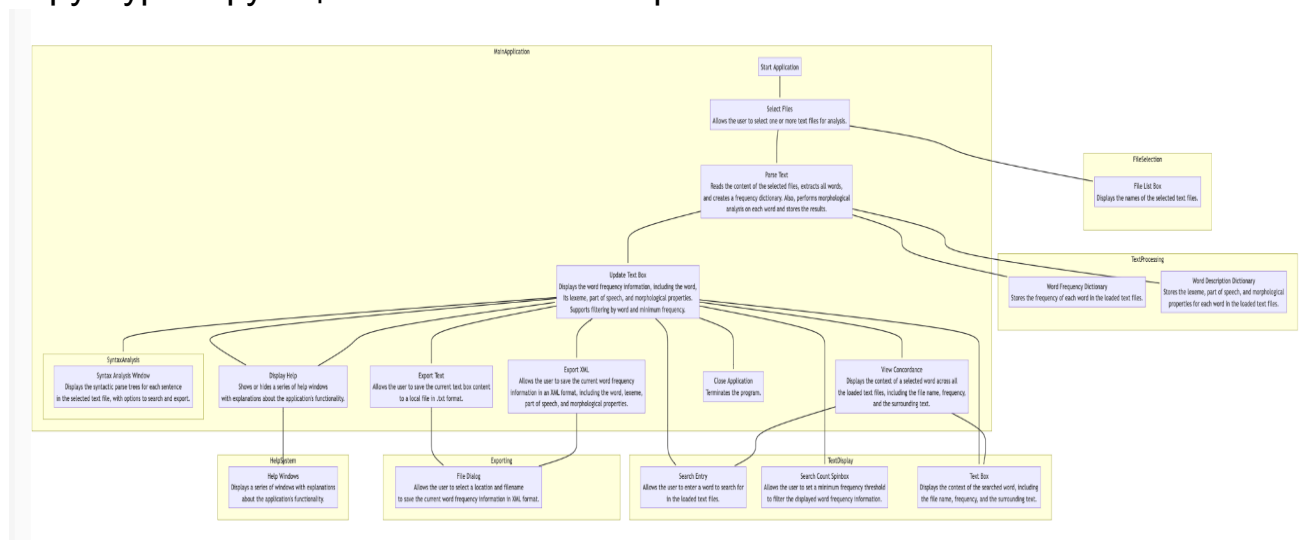 MainApplication
Start Application
Select Files
Allows the user to select one or more text files for analysis.
Parse Text
Reads the content of the selected files, extracts all words,
and creates a frequency dictionary. Also, performs morphological
analysis on each word and stores the results.
FileSelection
File List Box
Displays the names of the selected text files.
TextProcessing
Word Frequency Dictionary
Stores the frequency of each word in the loaded text files.
Word Description Dictionary
Stores the lexeme, part of speech, and morphological
properties for each word in the loaded text files.
Update Text Box
Displays the word frequency information, including the word,
its lexeme, part of speech, and morphological properties.
Supports filtering by word and minimum frequency.
SyntaxAnalysis
Syntax Analysis Window
Displays the syntactic parse trees for each sentence
in the selected text file, with options to search and export.
Display Help
Shows or hides a series of help windows
with explanations about the application's functionality.
Export Text
Allows the user to save the current text box content
to a local file in .txt format.
Export XML
Allows the user to save the current word frequency
information in an XML format, including the word, lexeme,
part of speech, and morphological properties.
Close Application
Terminates the program.
View Concordance
Displays the context of a selected word across all
the loaded text files, including the file name, frequency,
and the surrounding text.
HelpSystem
Help Windows
Displays a series of windows with explanations
about the application's functionality.
Exporting
File Dialog
Allows the user to select a location and filename
to save the current word frequency information in XML format.
TextDisplay
Search Entry
Allows the user to enter a word to search for
in the loaded text files.
Search Count Spinbox
Allows the user to set a minimum frequency threshold
to filter the displayed word frequency information.
Text Box
Displays the context of the searched word, including
the file name, frequency, and the surrounding text.